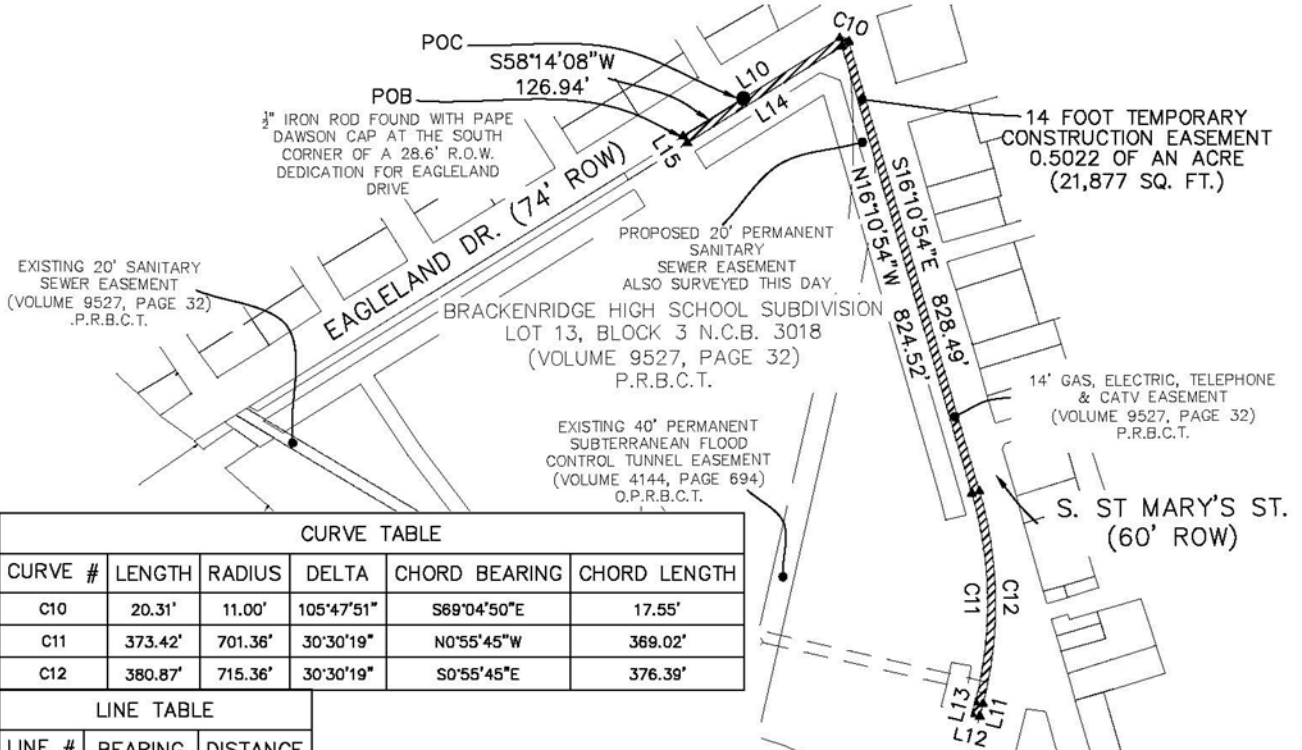 C10
POC
S58°14'08"W
126.94'
L10
POB
L14
½" IRON ROD FOUND WITH PAPE
DAWSON CAP AT THE SOUTH
CORNER OF A 28.6' R.O.W.
DEDICATION FOR EAGLELAND
DRIVE
L15
14 FOOT TEMPORARY
CONSTRUCTION EASEMENT
0.5022 OF AN ACRE
(21,877 SQ. FT.)
S16°10'54"E 828.49'
N16°10'54"W 824.52'
EAGLELAND DR. (74' ROW)
PROPOSED 20' PERMANENT
SANITARY
SEWER EASEMENT
ALSO SURVEYED THIS DAY
EXISTING 20' SANITARY
SEWER EASEMENT
(VOLUME 9527, PAGE 32)
.P.R.B.C.T.
BRACKENRIDGE HIGH SCHOOL SUBDIVISION
LOT 13, BLOCK 3 N.C.B. 3018
(VOLUME 9527, PAGE 32)
P.R.B.C.T.
14' GAS, ELECTRIC, TELEPHONE
& CATV EASEMENT
(VOLUME 9527, PAGE 32)
P.R.B.C.T.
EXISTING 40' PERMANENT
SUBTERRANEAN FLOOD
CONTROL TUNNEL EASEMENT
(VOLUME 4144, PAGE 694)
O.P.R.B.C.T.
S. ST MARY'S ST.
(60' ROW)
C11
C12
L13
L11
L12
CURVE TABLE
CURVE # LENGTH RADIUS DELTA CHORD BEARING CHORD LENGTH
C10 20.31' 11.00' 105°47'51" S69°04'50"E 17.55'
C11 373.42' 701.36' 30°30'19" N0°55'45"W 369.02'
C12 380.87' 715.36' 30°30'19" S0°55'45"E 376.39'
LINE TABLE
LINE # BEARING DISTANCE